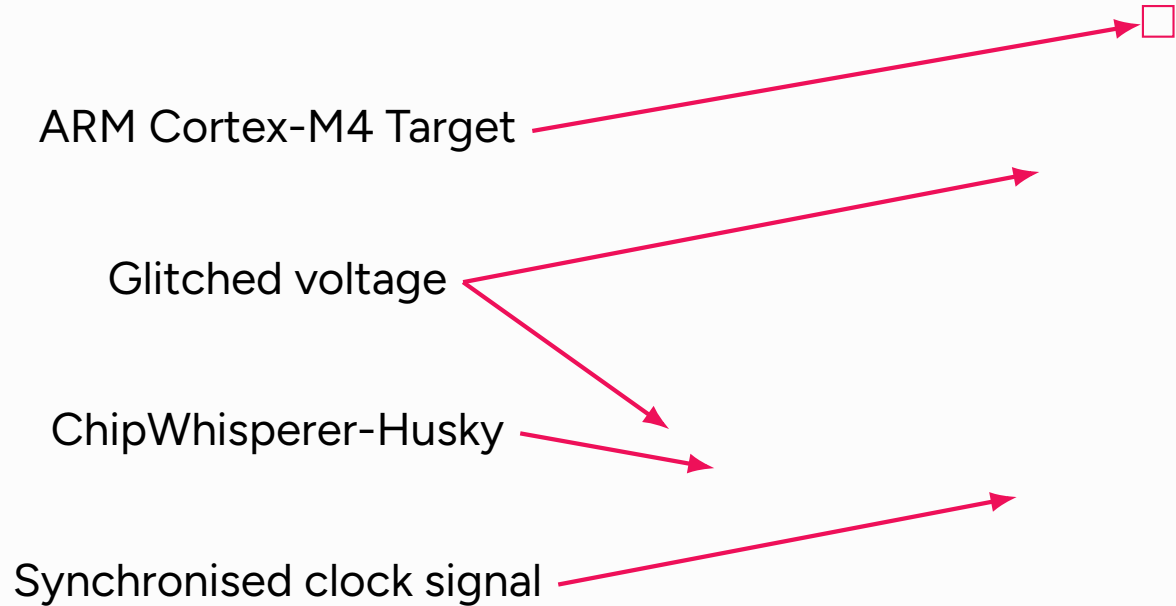 ARM Cortex-M4 Target
Glitched voltage
ChipWhisperer-Husky
Synchronised clock signal